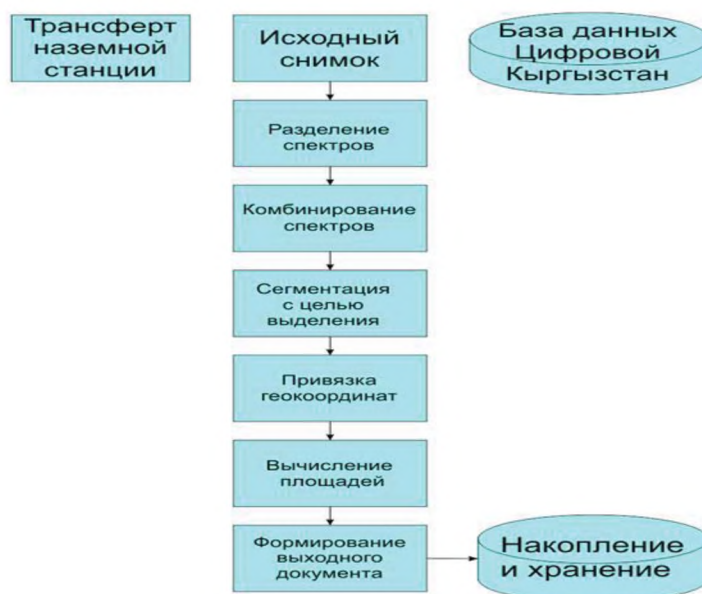 Трансферт
наземной
станции
Исходный
снимок
База данных
Цифровой
Кыргызстан
Разделение
спектров
Комбинирование
спектров
Сегментация
с целью
выделения
Привязка
геокоординат
Вычисление
площадей
Формирование
выходного
документа
Накопление
и хранение